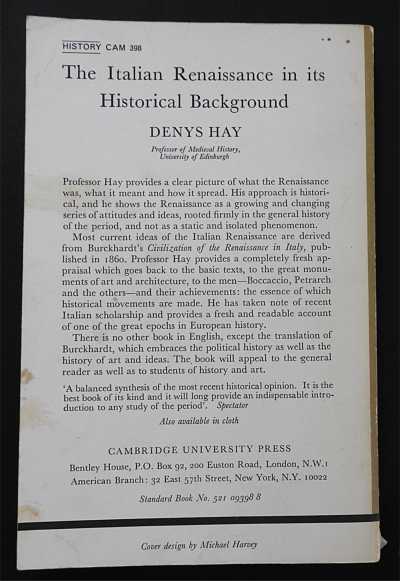 HISTORY CAM 398
The Italian Renaissance in its
Historical Background
DENYS HAY
Professor of Medieval History,
University of Edinburgh
Professor Hay provides a clear picture of what the Renaissance
was, what it meant and how it spread. His approach is histori-
cal, and he shows the Renaissance as a growing and changing
series of attitudes and ideas, rooted firmly in the general history
of the period, and not as a static and isolated phenomenon.
Most current ideas of the Italian Renaissance are derived
from Burckhardt's Civilization of the Renaissance in Italy, pub-
lished in 1860. Professor Hay provides a completely fresh ap-
praisal which goes back to the basic texts, to the great monu-
ments of art and architecture, to the men—Boccaccio, Petrarch
and the others—and their achievements: the essence of which
historical movements are made. He has taken note of recent
Italian scholarship and provides a fresh and readable account
of one of the great epochs in European history.
There is no other book in English, except the translation of
Burckhardt, which embraces the political history as well as the
history of art and ideas. The book will appeal to the general
reader as well as to students of history and art.
'A balanced synthesis of the most recent historical opinion. It is the
best book of its kind and it will long provide an indispensable intro-
duction to any study of the period'. Spectator
Also available in cloth
CAMBRIDGE UNIVERSITY PRESS
Bentley House, P.O. Box 92, 200 Euston Road, London, N.W.1
American Branch: 32 East 57th Street, New York, N.Y. 10022
Standard Book No. 521 09398 8
Cover design by Michael Harvey